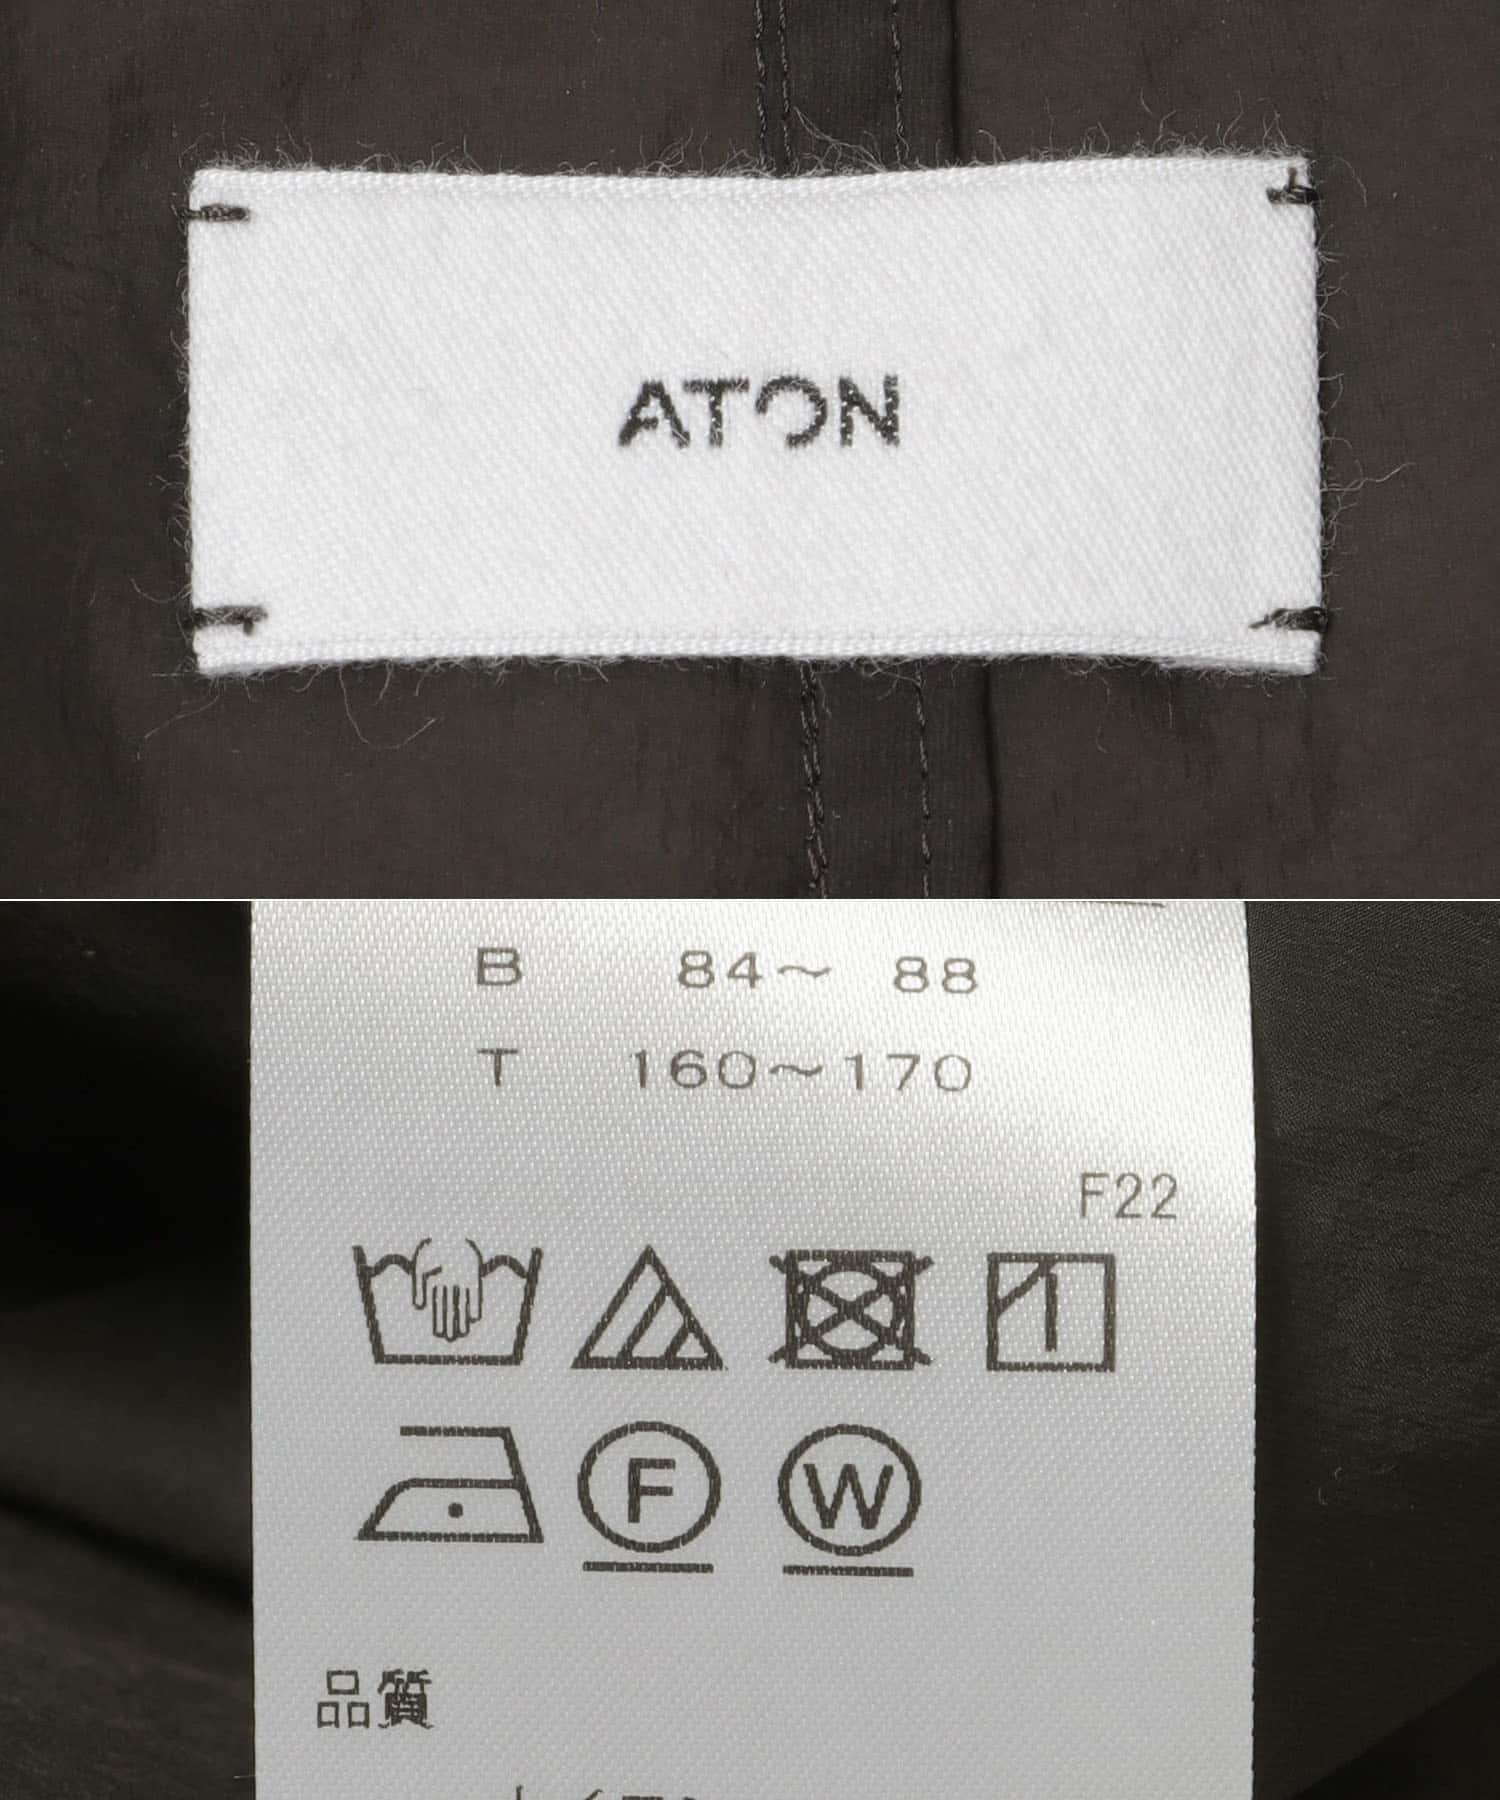 ATON
B 84～ 88
T 160～170
F22
F W
品質